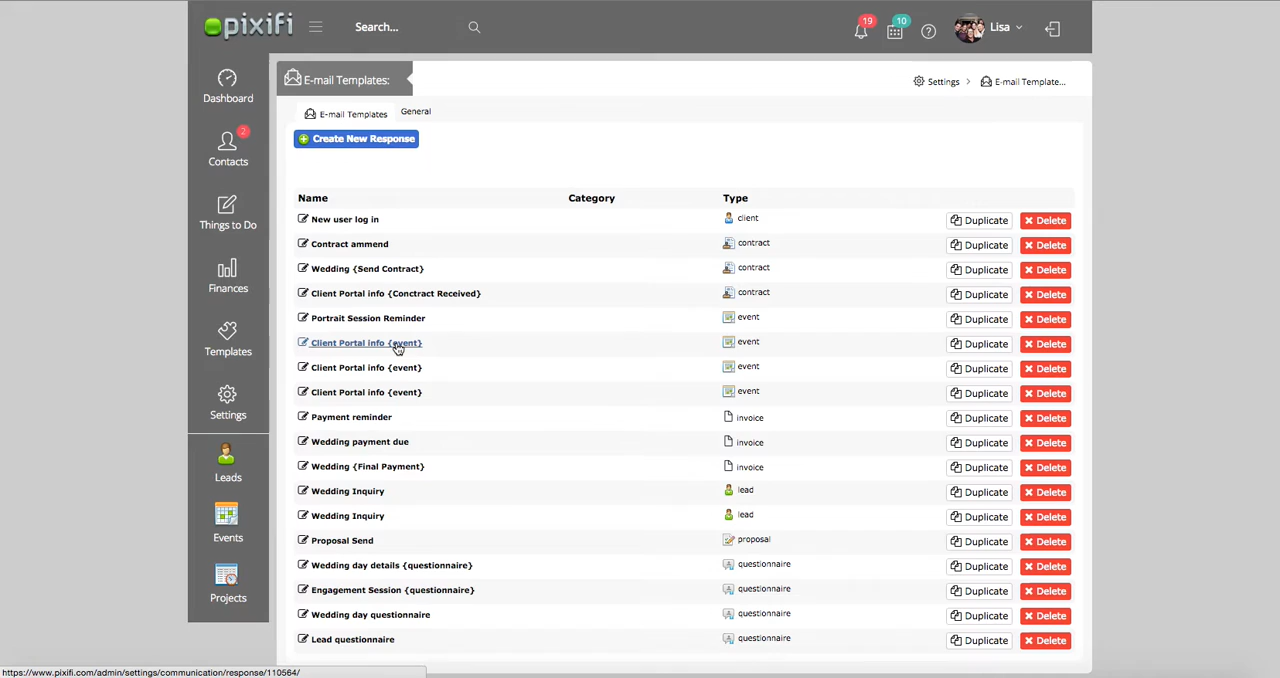 pixifi
Search...
19
10
Lisa
Dashboard
2
Contacts
Things to Do
Finances
Templates
Settings
Leads
Events
Projects
E-mail Templates:
Settings > E-mail Template...
E-mail Templates General
Create New Response
Name Category Type
New user log in client Duplicate Delete
Contract ammend contract Duplicate Delete
Wedding {Send Contract} contract Duplicate Delete
Client Portal info {Conctract Received} contract Duplicate Delete
Portrait Session Reminder event Duplicate Delete
Client Portal info {event} event Duplicate Delete
Client Portal info {event} event Duplicate Delete
Client Portal info {event} event Duplicate Delete
Payment reminder invoice Duplicate Delete
Wedding payment due invoice Duplicate Delete
Wedding {Final Payment} invoice Duplicate Delete
Wedding Inquiry lead Duplicate Delete
Wedding Inquiry lead Duplicate Delete
Proposal Send proposal Duplicate Delete
Wedding day details {questionnaire} questionnaire Duplicate Delete
Engagement Session {questionnaire} questionnaire Duplicate Delete
Wedding day questionnaire questionnaire Duplicate Delete
Lead questionnaire questionnaire Duplicate Delete
https://www.pixifi.com/admin/settings/communication/response/110564/